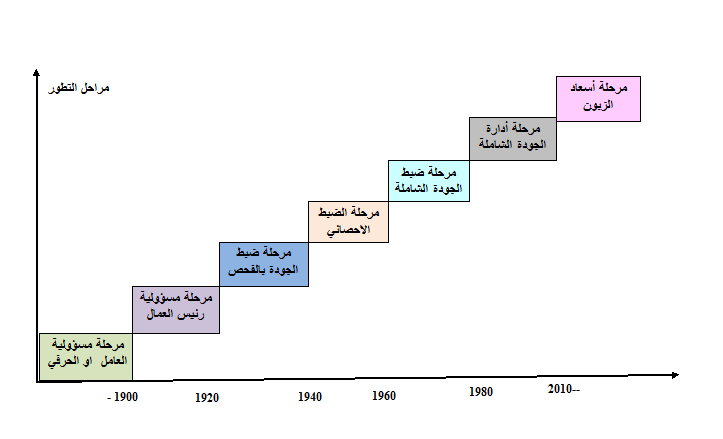 مراحل التطور
مرحلة أسعاد
الزبون
مرحلة أدارة
الجودة الشاملة
مرحلة ضبط
الجودة الشاملة
مرحلة الضبط
الاحصائي
مرحلة ضبط
الجودة بالفحص
مرحلة مسؤولية
رئيس العمال
مرحلة مسؤولية
العامل او الحرفي
- 1900
1920
1940
1960
1980
2010--